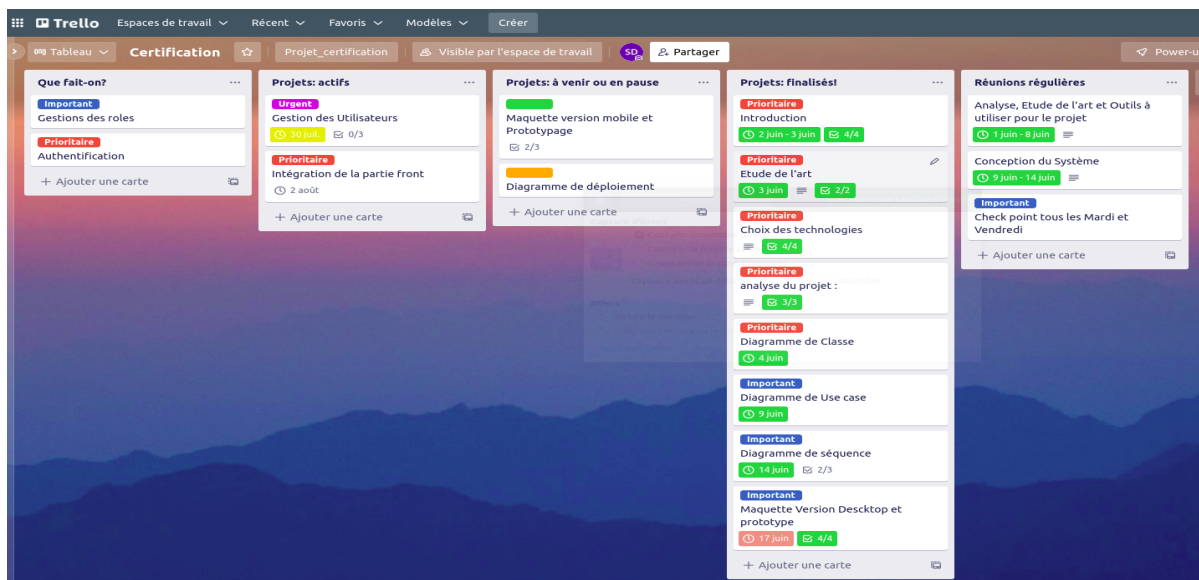 Trello Espaces de travail Récent Favoris Modèles Créer
Tableau Certification Projet_certification Visible par l'espace de travail SD Partager Power-u
Que fait-on? ...
Important
Gestions des roles
Prioritaire
Authentification
+ Ajouter une carte
Projets: actifs ...
Urgent
Gestion des Utilisateurs
30 juil. 0/3
Prioritaire
Intégration de la partie front
2 août
+ Ajouter une carte
Projets: à venir ou en pause ...
Maquette version mobile et
Prototypage
2/3
Diagramme de déploiement
+ Ajouter une carte
Projets: finalisés! ...
Prioritaire
Introduction
2 juin - 3 juin 4/4
Prioritaire
Etude de l'art
3 juin 2/2
Prioritaire
Choix des technologies
4/4
Prioritaire
analyse du projet :
3/3
Prioritaire
Diagramme de Classe
4 juin
Important
Diagramme de Use case
9 juin
Important
Diagramme de séquence
14 juin 2/3
Important
Maquette Version Descktop et
prototype
17 juin 4/4
+ Ajouter une carte
Réunions régulières ...
Analyse, Etude de l'art et Outils à
utiliser pour le projet
1 juin - 8 juin
Conception du Système
9 juin - 14 juin
Important
Check point tous les Mardi et
Vendredi
+ Ajouter une carte